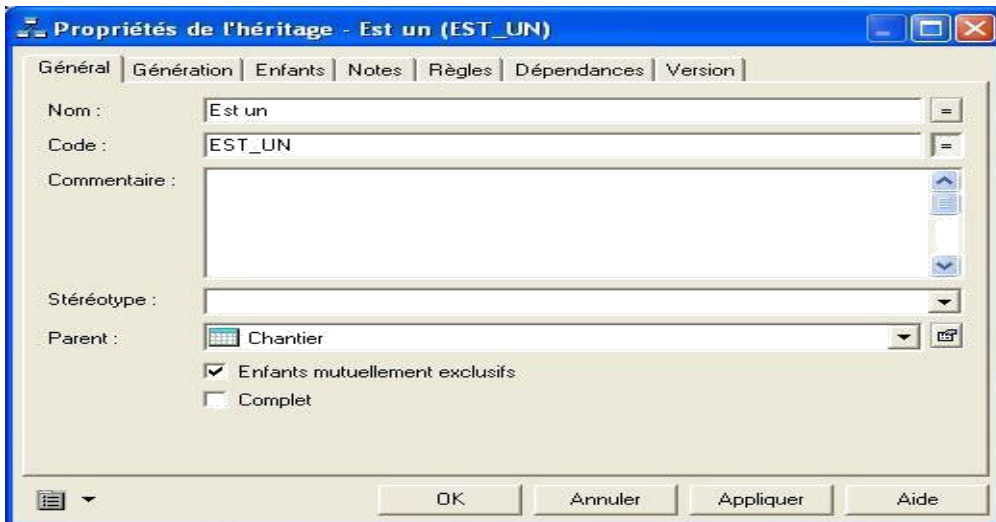 Propriétés de l'héritage - Est un (EST_UN)
Général Génération Enfants Notes Règles Dépendances Version
Nom : Est un =
Code : EST_UN =
Commentaire :
Stéréotype :
Parent : Chantier
Enfants mutuellement exclusifs
Complet
OK Annuler Appliquer Aide